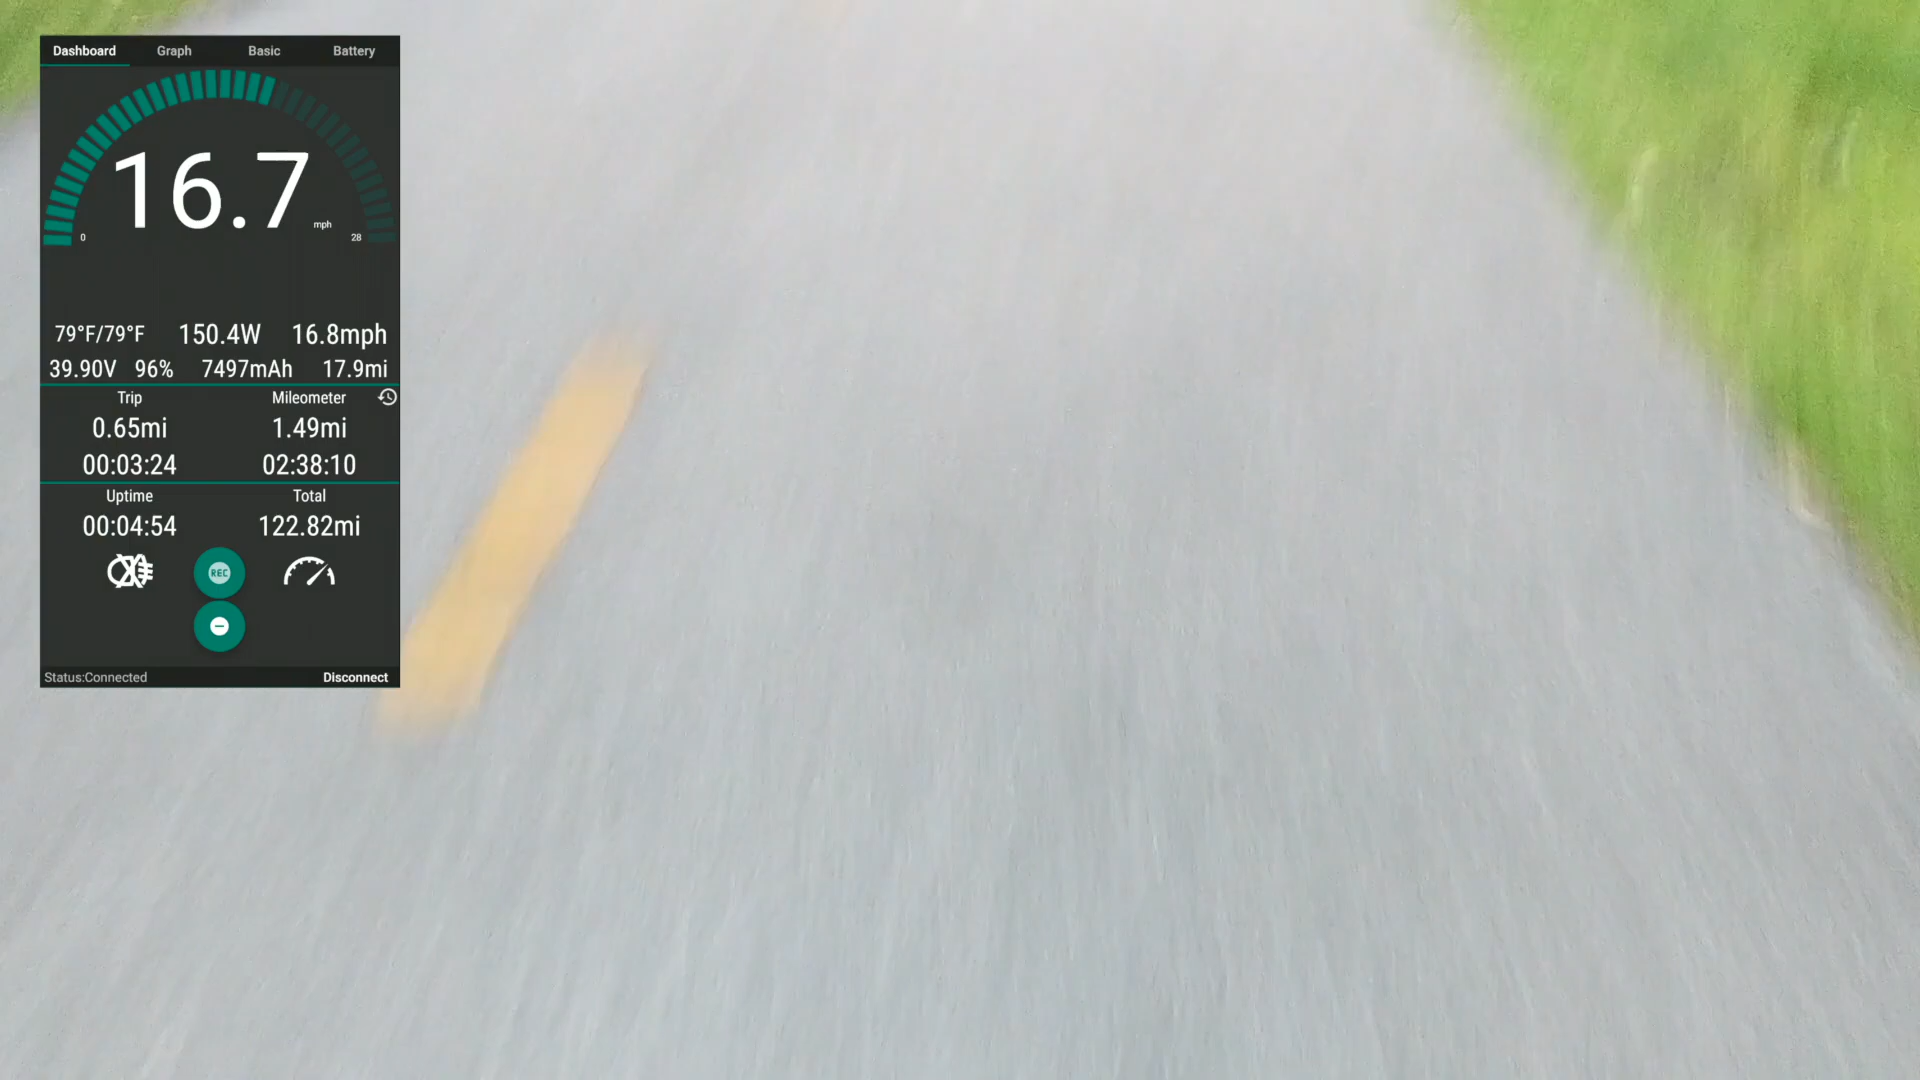 Dashboard Graph Basic Battery
16.7 mph
0 28
79°F/79°F 150.4W 16.8mph
39.90V 96% 7497mAh 17.9mi
Trip Mileometer
0.65mi 1.49mi
00:03:24 02:38:10
Uptime Total
00:04:54 122.82mi
REC
Status:Connected Disconnect